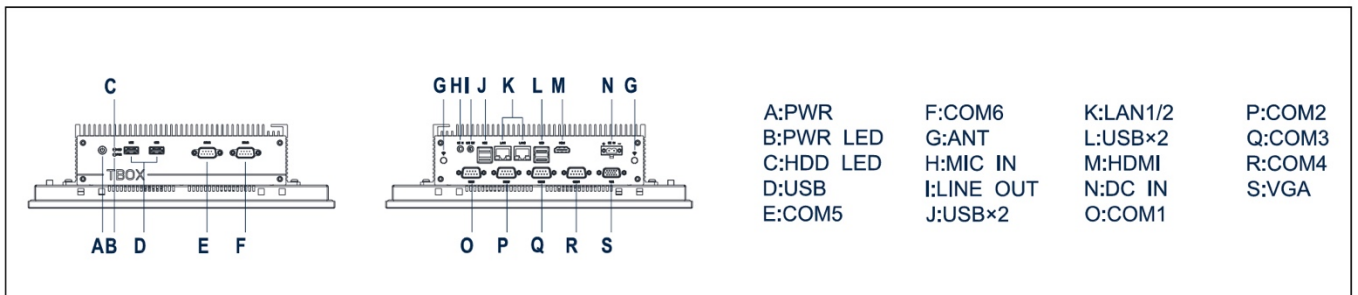 C
TBOX
AB D E F
G H I J K L M N G
O P Q R S
A:PWR
B:PWR LED
C:HDD LED
D:USB
E:COM5
F:COM6
G:ANT
H:MIC IN
I:LINE OUT
J:USB×2
K:LAN1/2
L:USB×2
M:HDMI
N:DC IN
O:COM1
P:COM2
Q:COM3
R:COM4
S:VGA